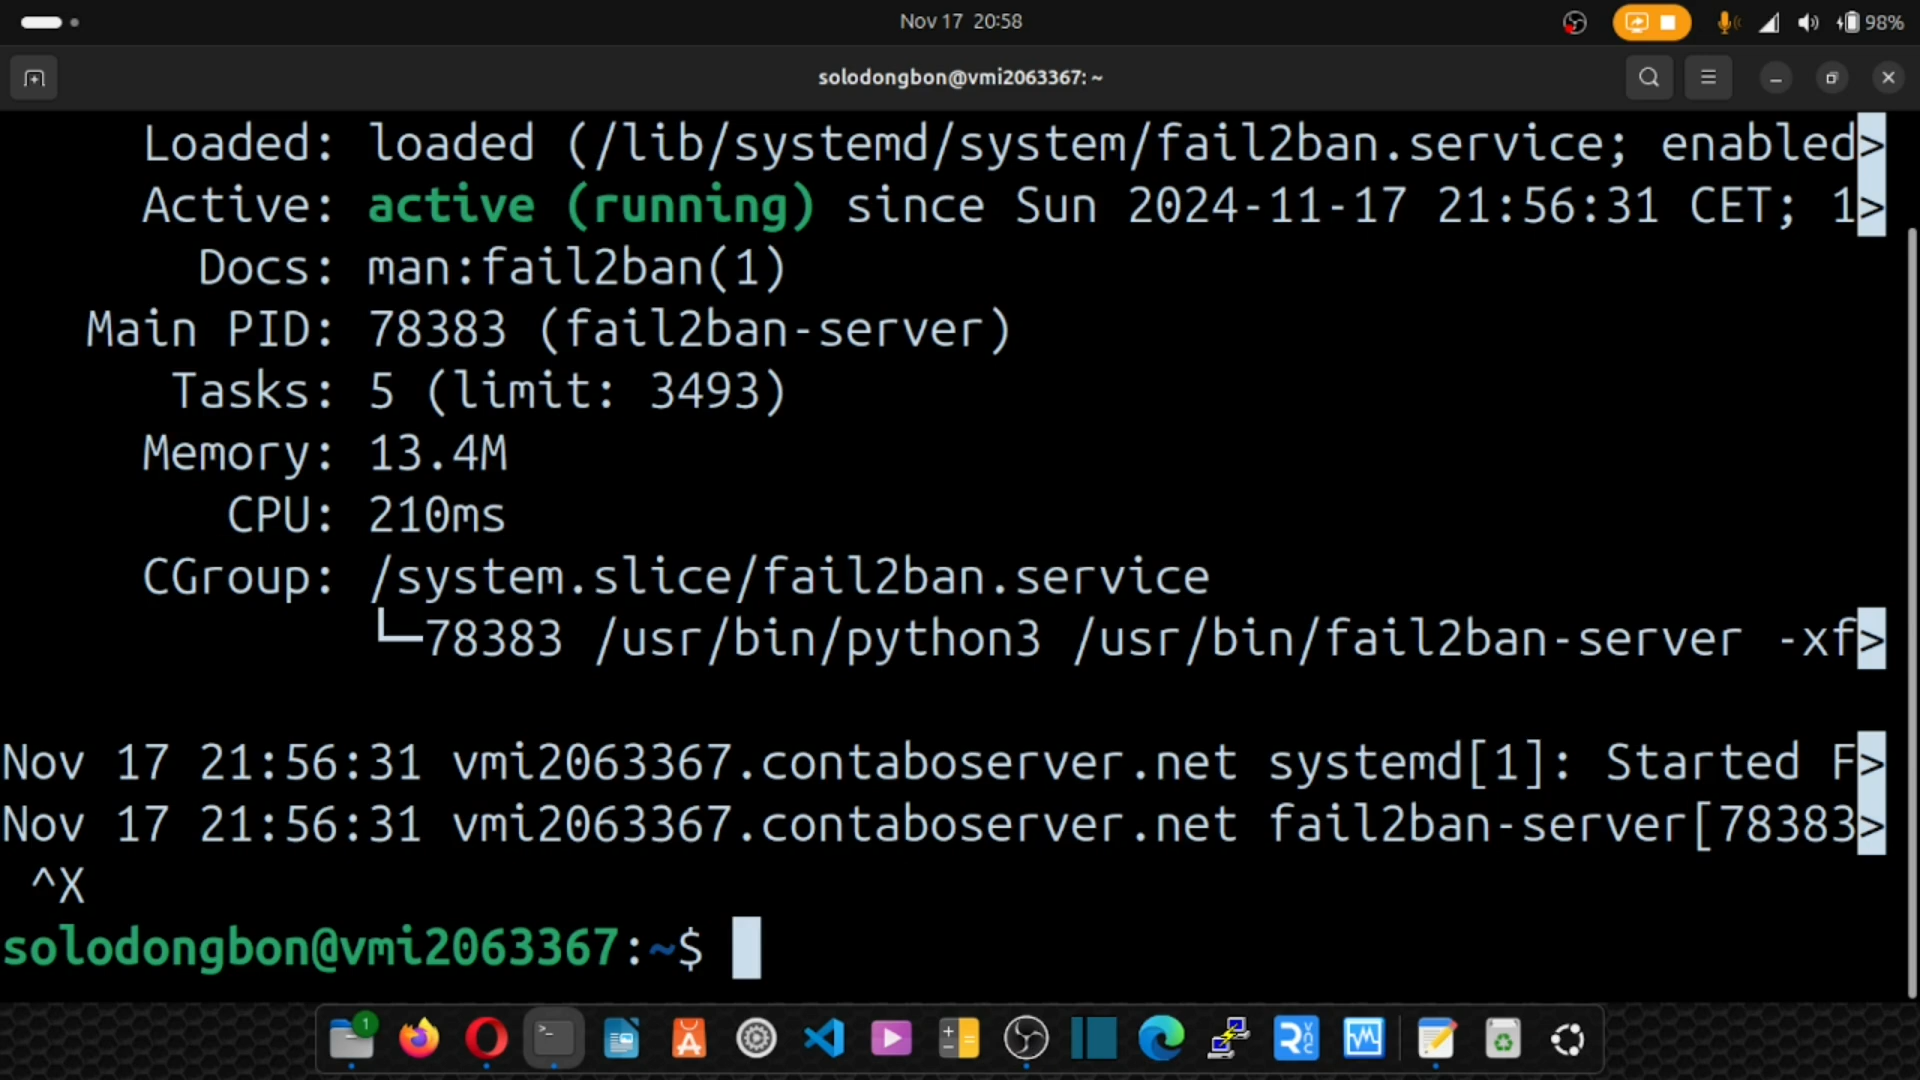 Nov 17 20:58
98%
solodongbon@vmi2063367: ~
Loaded: loaded (/lib/systemd/system/fail2ban.service; enabled>
Active: active (running) since Sun 2024-11-17 21:56:31 CET; 1>
Docs: man:fail2ban(1)
Main PID: 78383 (fail2ban-server)
Tasks: 5 (limit: 3493)
Memory: 13.4M
CPU: 210ms
CGroup: /system.slice/fail2ban.service
└─78383 /usr/bin/python3 /usr/bin/fail2ban-server -xf>
Nov 17 21:56:31 vmi2063367.contaboserver.net systemd[1]: Started F>
Nov 17 21:56:31 vmi2063367.contaboserver.net fail2ban-server[78383>
^X
solodongbon@vmi2063367:~$
1